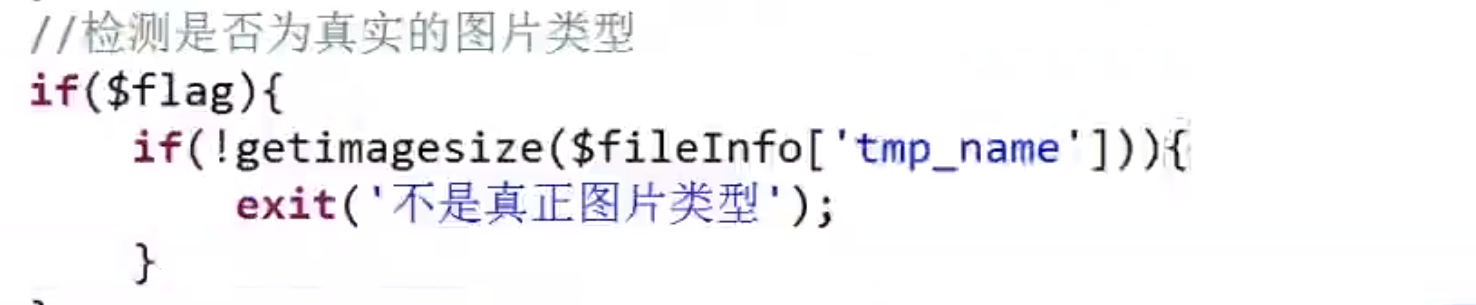 //检测是否为真实的图片类型
if($flag){
    if(!getimagesize($fileInfo['tmp_name'])){
        exit('不是真正图片类型');
    }